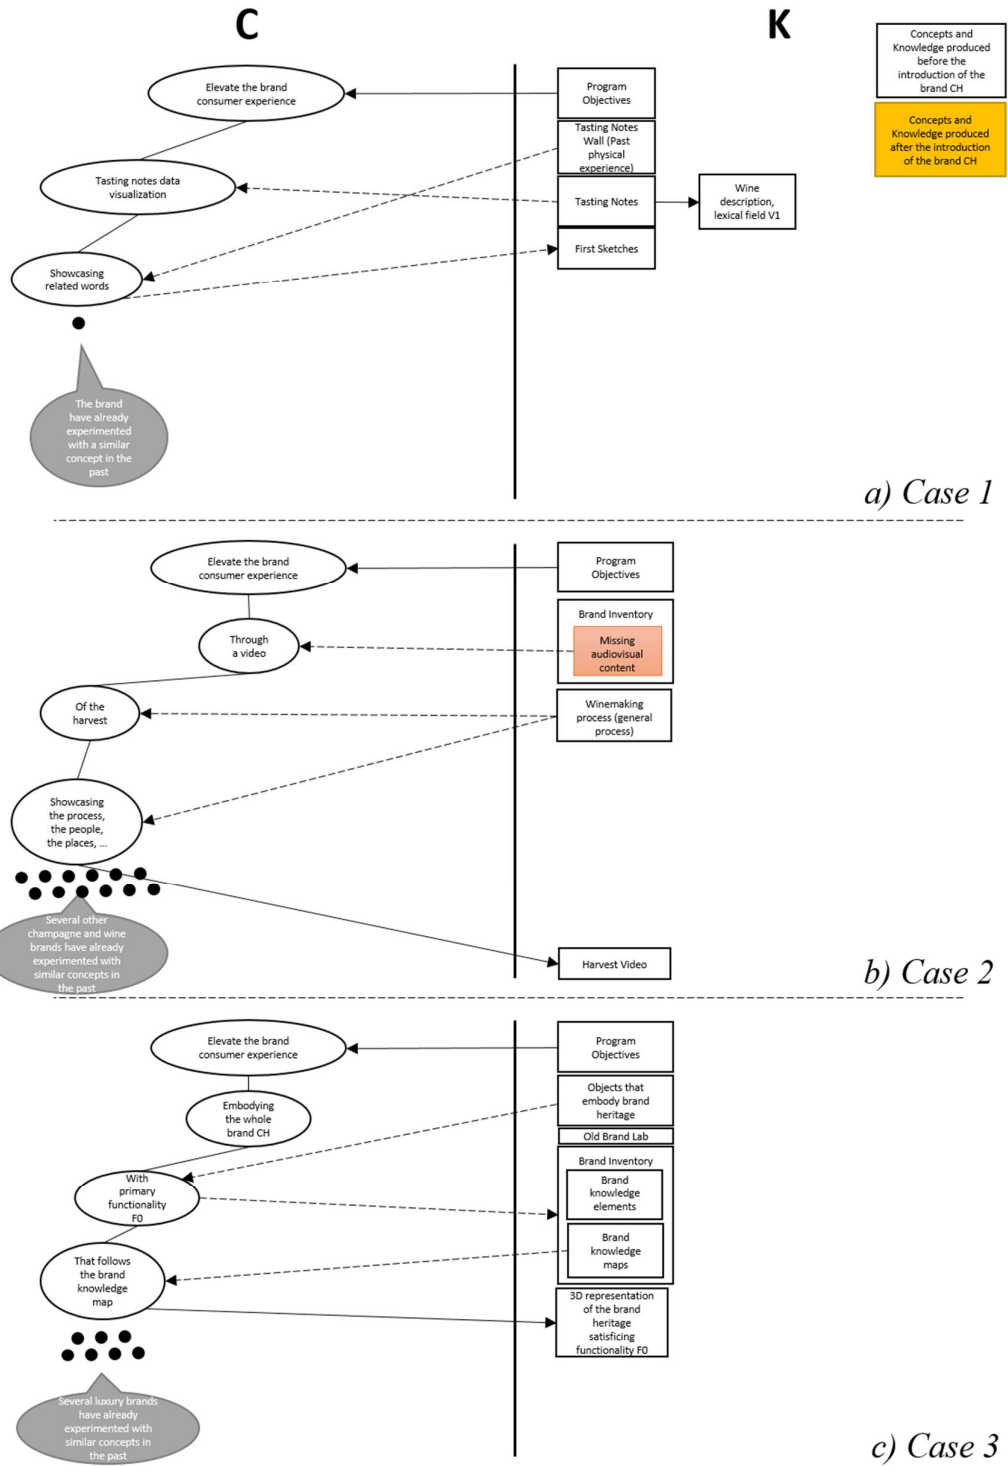 C
K
Concepts and
Knowledge produced
before the
introduction of the
brand CH
Concepts and
Knowledge produced
after the introduction
of the brand CH
Elevate the brand
consumer experience
Program
Objectives
Tasting Notes
Wall (Past
physical
experience)
Tasting notes data
visualization
Tasting Notes
Wine
description,
lexical field V1
First Sketches
Showcasing
related words
The brand
have already
experimented
with a similar
concept in the
past
a) Case 1
Elevate the brand
consumer experience
Program
Objectives
Brand Inventory
Through
a video
Missing
audiovisual
content
Of the
harvest
Winemaking
process (general
process)
Showcasing
the process,
the people,
the places, ...
Several other
champagne and wine
brands have already
experimented with
similar concepts in
the past
Harvest Video
b) Case 2
Elevate the brand
consumer experience
Program
Objectives
Embodying
the whole
brand CH
Objects that
embody brand
heritage
Old Brand Lab
Brand Inventory
With
primary
functionality
F0
Brand
knowledge
elements
Brand
knowledge
maps
That follows
the brand
knowledge
map
3D representation
of the brand
heritage
satisficing
functionality F0
Several luxury brands
have already
experimented with
similar concepts in
the past
c) Case 3